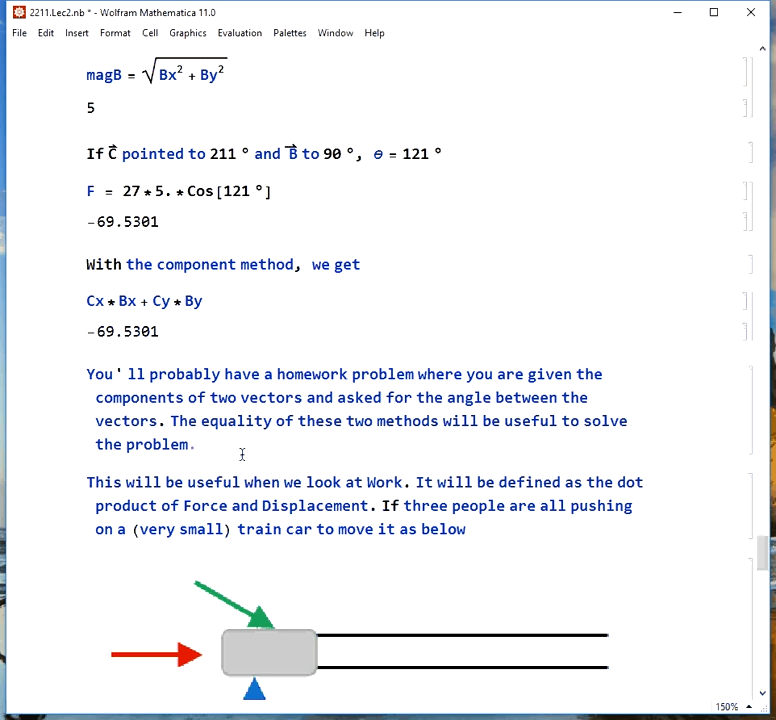 2211.Lec2.nb * - Wolfram Mathematica 11.0
File Edit Insert Format Cell Graphics Evaluation Palettes Window Help
magB = √Bx² + By²
5
If C⃗ pointed to 211 ° and B⃗ to 90 °, ɵ = 121 °
F = 27 * 5. * Cos[121 °]
-69.5301
With the component method, we get
Cx * Bx + Cy * By
-69.5301
You ' ll probably have a homework problem where you are given the
components of two vectors and asked for the angle between the
vectors. The equality of these two methods will be useful to solve
the problem.
This will be useful when we look at Work. It will be defined as the dot
product of Force and Displacement. If three people are all pushing
on a (very small) train car to move it as below
150%